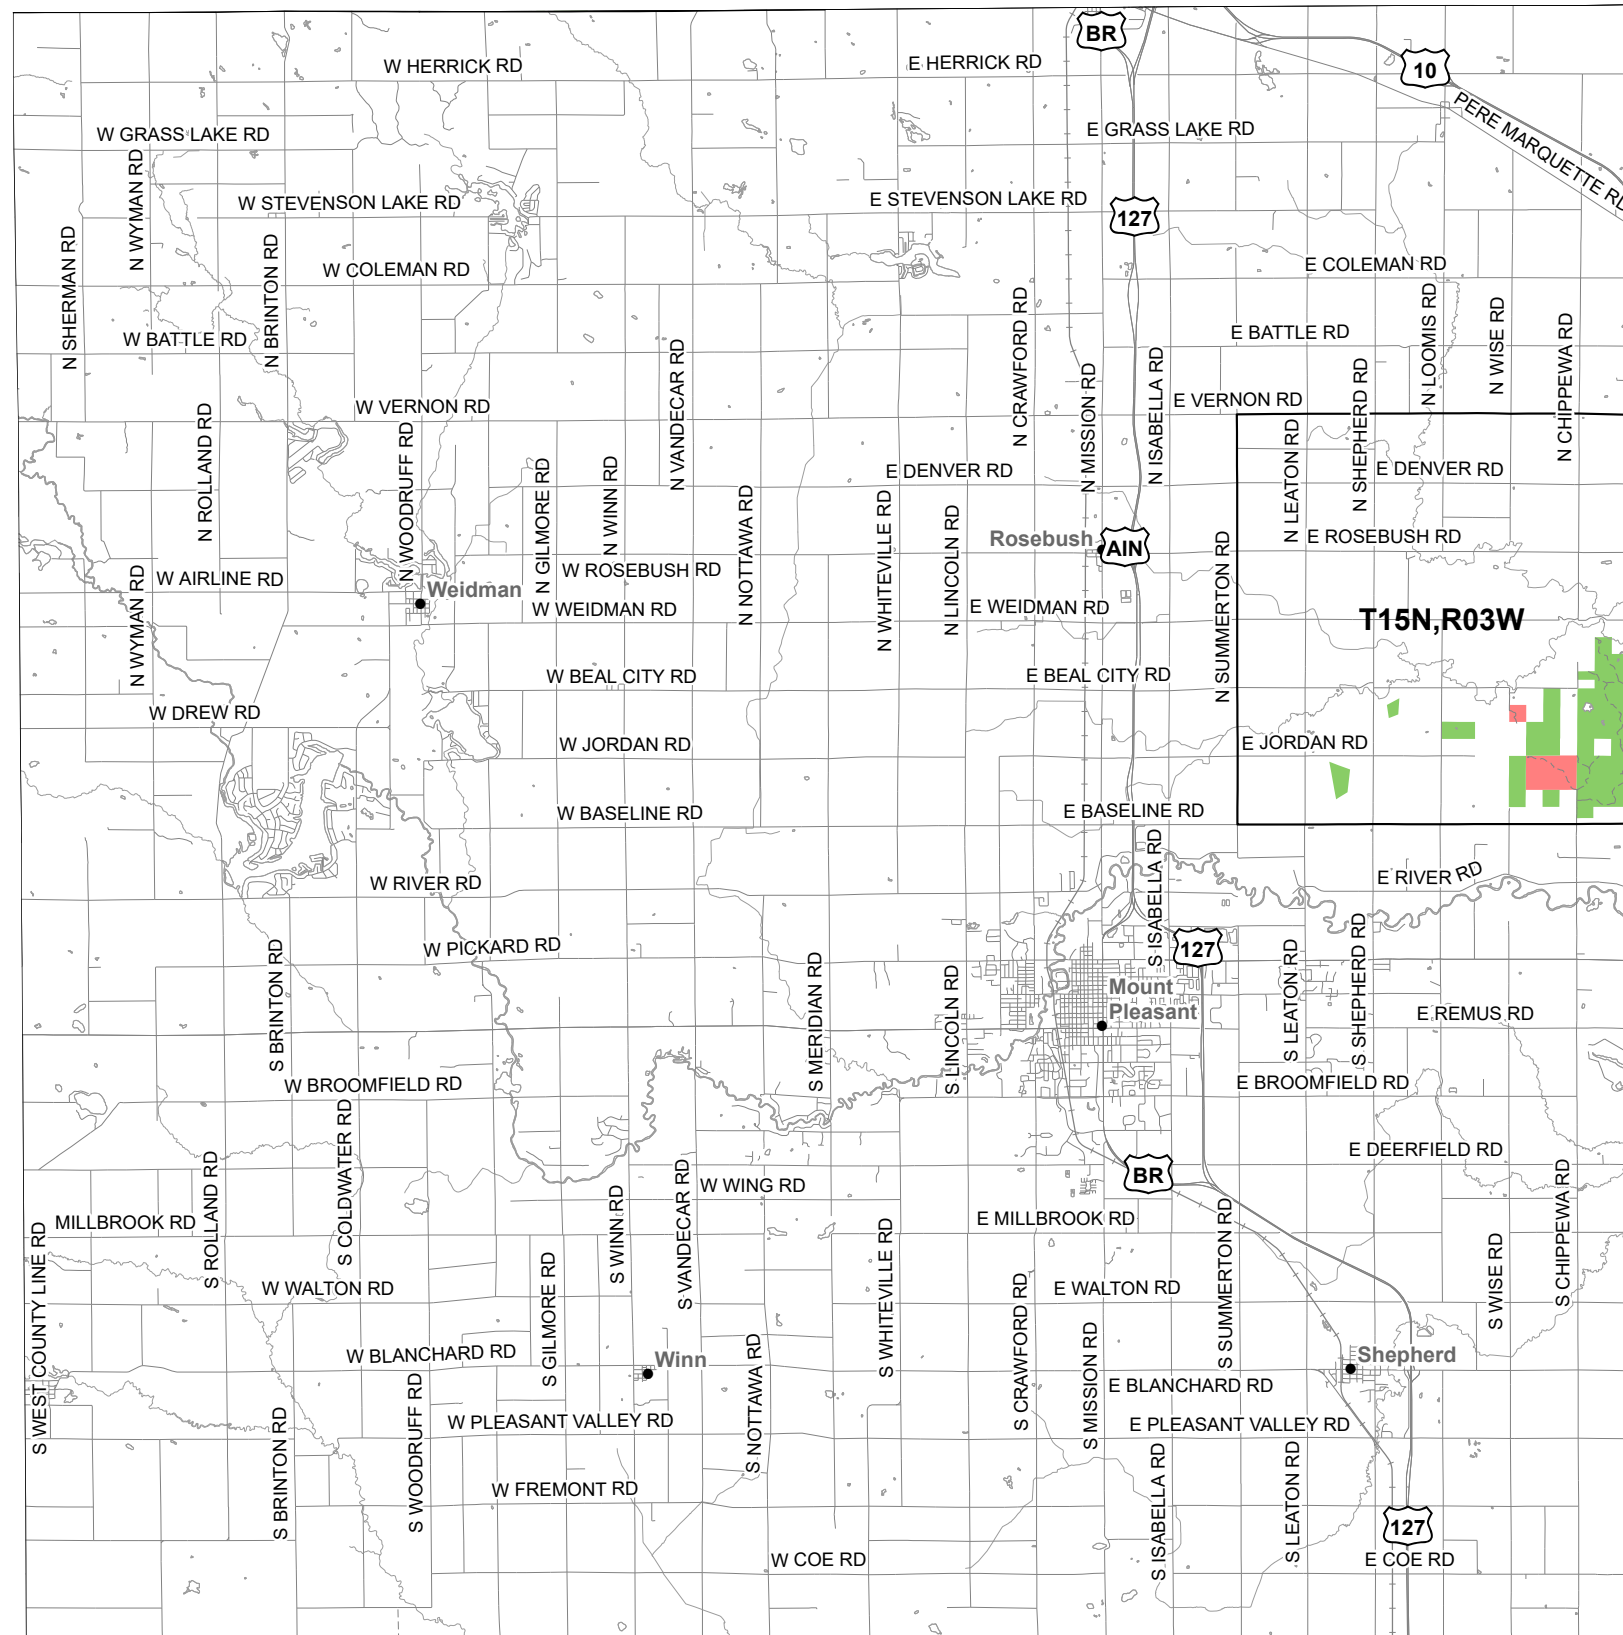 BR
W HERRICK RD
E HERRICK RD
10
PERE MARQUETTE RD
W GRASS LAKE RD
E GRASS LAKE RD
N WYMAN RD
W STEVENSON LAKE RD
E STEVENSON LAKE RD
127
N SHERMAN RD
N BRINTON RD
W COLEMAN RD
E COLEMAN RD
N CRAWFORD RD
N LOOMIS RD
N WISE RD
N CHIPPEWA RD
W BATTLE RD
E BATTLE RD
N VANDECAR RD
N MISSION RD
N ISABELLA RD
N SHEPHERD RD
W VERNON RD
E VERNON RD
N ROLLAND RD
N WOODRUFF RD
N LEATON RD
N GILMORE RD
N WINN RD
E DENVER RD
E DENVER RD
N NOTTAWA RD
N WHITEVILLE RD
N LINCOLN RD
Rosebush
AIN
N SUMMERTON RD
E ROSEBUSH RD
W AIRLINE RD
W ROSEBUSH RD
N WYMAN RD
Weidman
W WEIDMAN RD
E WEIDMAN RD
T15N,R03W
W BEAL CITY RD
E BEAL CITY RD
W DREW RD
W JORDAN RD
E JORDAN RD
W BASELINE RD
E BASELINE RD
S ISABELLA RD
W RIVER RD
E RIVER RD
W PICKARD RD
127
S BRINTON RD
S MERIDIAN RD
S LINCOLN RD
S LEATON RD
S SHEPHERD RD
Mount
Pleasant
E REMUS RD
W BROOMFIELD RD
E BROOMFIELD RD
S COLDWATER RD
E DEERFIELD RD
S ROLLAND RD
S VANDECAR RD
W WING RD
BR
S CHIPPEWA RD
MILLBROOK RD
S WINN RD
E MILLBROOK RD
S WEST COUNTY LINE RD
S WHITEVILLE RD
S SUMMERTON RD
S WISE RD
W WALTON RD
S GILMORE RD
S CRAWFORD RD
E WALTON RD
W BLANCHARD RD
Winn
S NOTTAWA RD
S MISSION RD
Shepherd
E BLANCHARD RD
S WOODRUFF RD
W PLEASANT VALLEY RD
E PLEASANT VALLEY RD
S BRINTON RD
S ISABELLA RD
S LEATON RD
W FREMONT RD
127
W COE RD
E COE RD